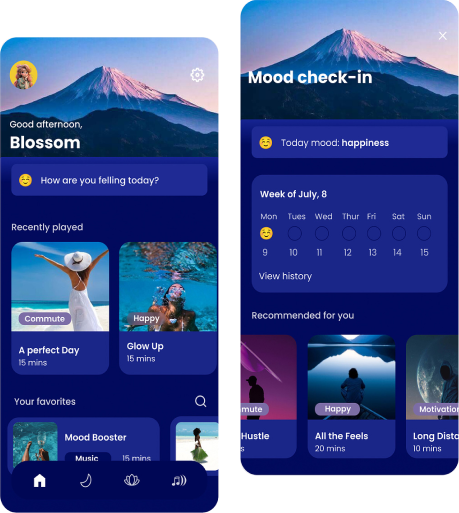 Good afternoon,
Blossom
How are you felling today?
Recently played
Commute
A perfect Day
15 mins
Happy
Glow Up
15 mins
Your favorites
Mood Booster
Music
15 mins
Mood check-in
Today mood: happiness
Week of July, 8
Mon Tues Wed Thur Fri Sat Sun
9 10 11 12 13 14 15
View history
Recommended for you
mute
Hustle
s
Happy
All the Feels
20 mins
Motivation
Long Dista
10 mins